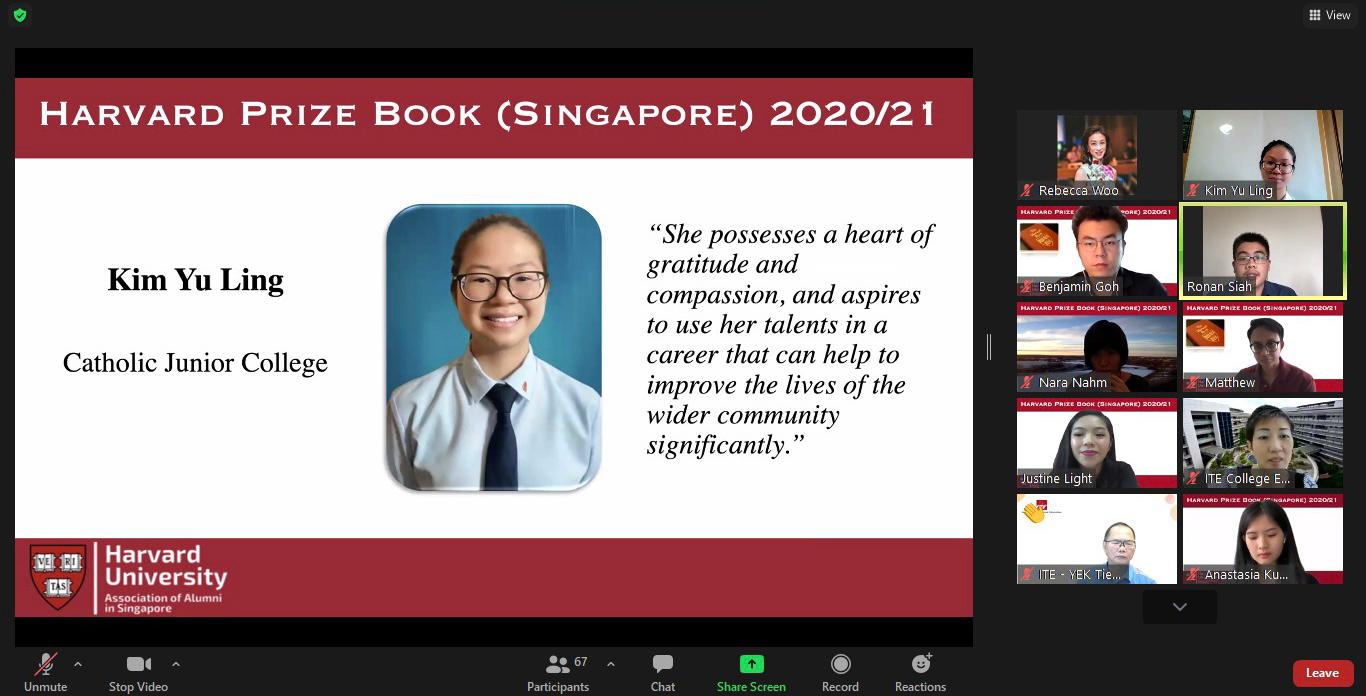 View
HARVARD PRIZE BOOK (SINGAPORE) 2020/21
Kim Yu Ling
Catholic Junior College
“She possesses a heart of
gratitude and
compassion, and aspires
to use her talents in a
career that can help to
improve the lives of the
wider community
significantly.”
VE RI
TAS
Harvard
University
Association of Alumni
in Singapore
Rebecca Woo
Kim Yu Ling
HARVARD PRIZE BOOK (SINGAPORE) 2020/21
Benjamin Goh
Ronan Siah
HARVARD PRIZE BOOK (SINGAPORE) 2020/21
Nara Nahm
HARVARD PRIZE BOOK (SINGAPORE) 2020/21
Matthew
HARVARD PRIZE BOOK (SINGAPORE) 2020/21
Justine Light
ITE College E...
ITE - YEK Tie...
HARVARD PRIZE BOOK (SINGAPORE) 2020/21
Anastasia Ku...
Unmute
Stop Video
67
Participants
Chat
Share Screen
Record
Reactions
Leave